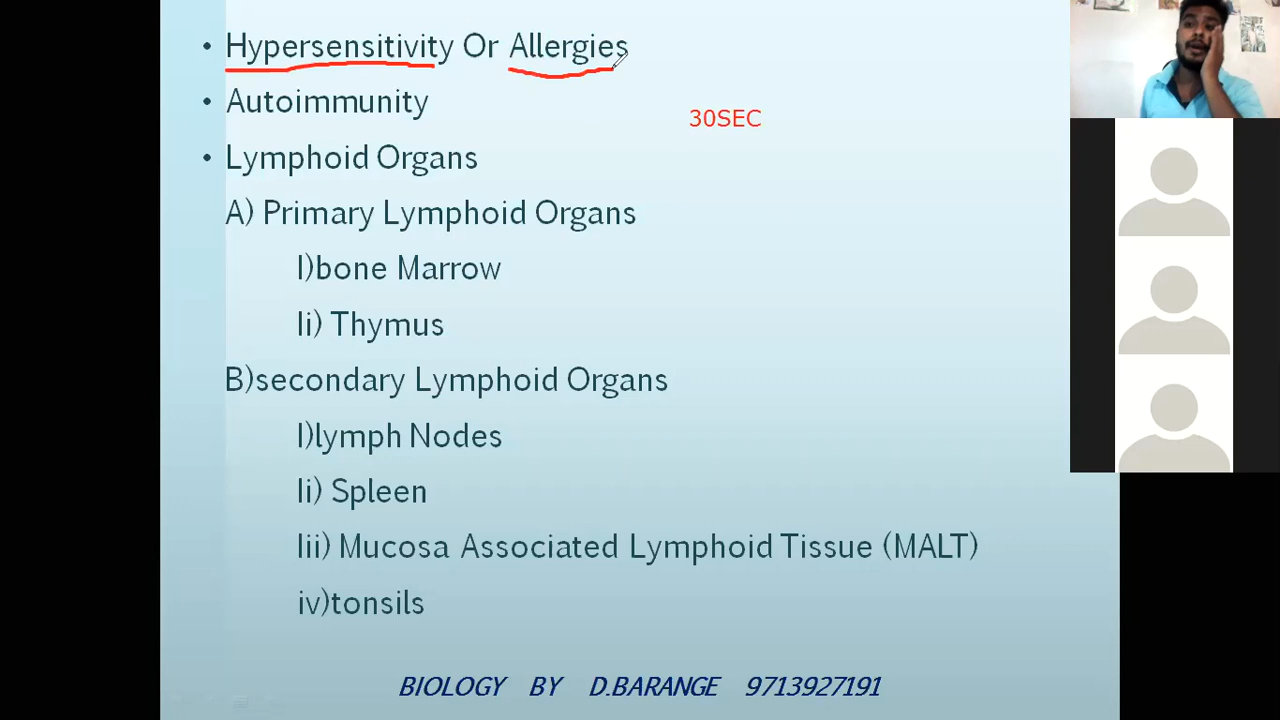 • Hypersensitivity Or Allergies
• Autoimmunity
30SEC
• Lymphoid Organs
A) Primary Lymphoid Organs
I)bone Marrow
Ii) Thymus
B)secondary Lymphoid Organs
I)lymph Nodes
Ii) Spleen
Iii) Mucosa Associated Lymphoid Tissue (MALT)
iv)tonsils
BIOLOGY BY D.BARANGE 9713927191